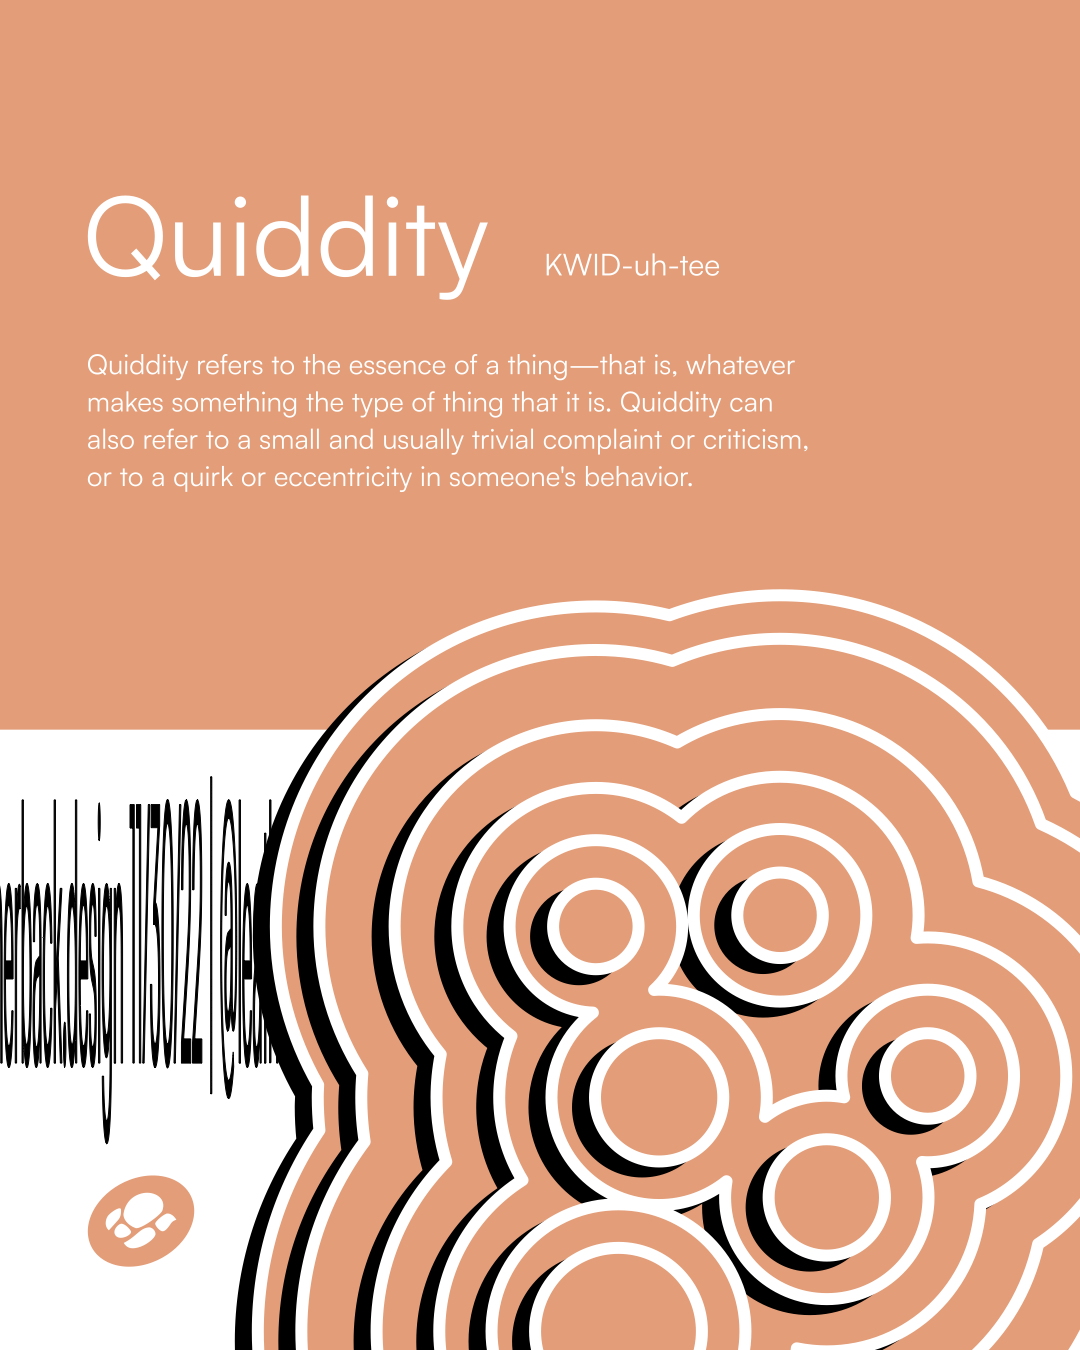 Quiddity KWID-uh-tee
Quiddity refers to the essence of a thing—that is, whatever
makes something the type of thing that it is. Quiddity can
also refer to a small and usually trivial complaint or criticism,
or to a quirk or eccentricity in someone's behavior.
11/30/22 |